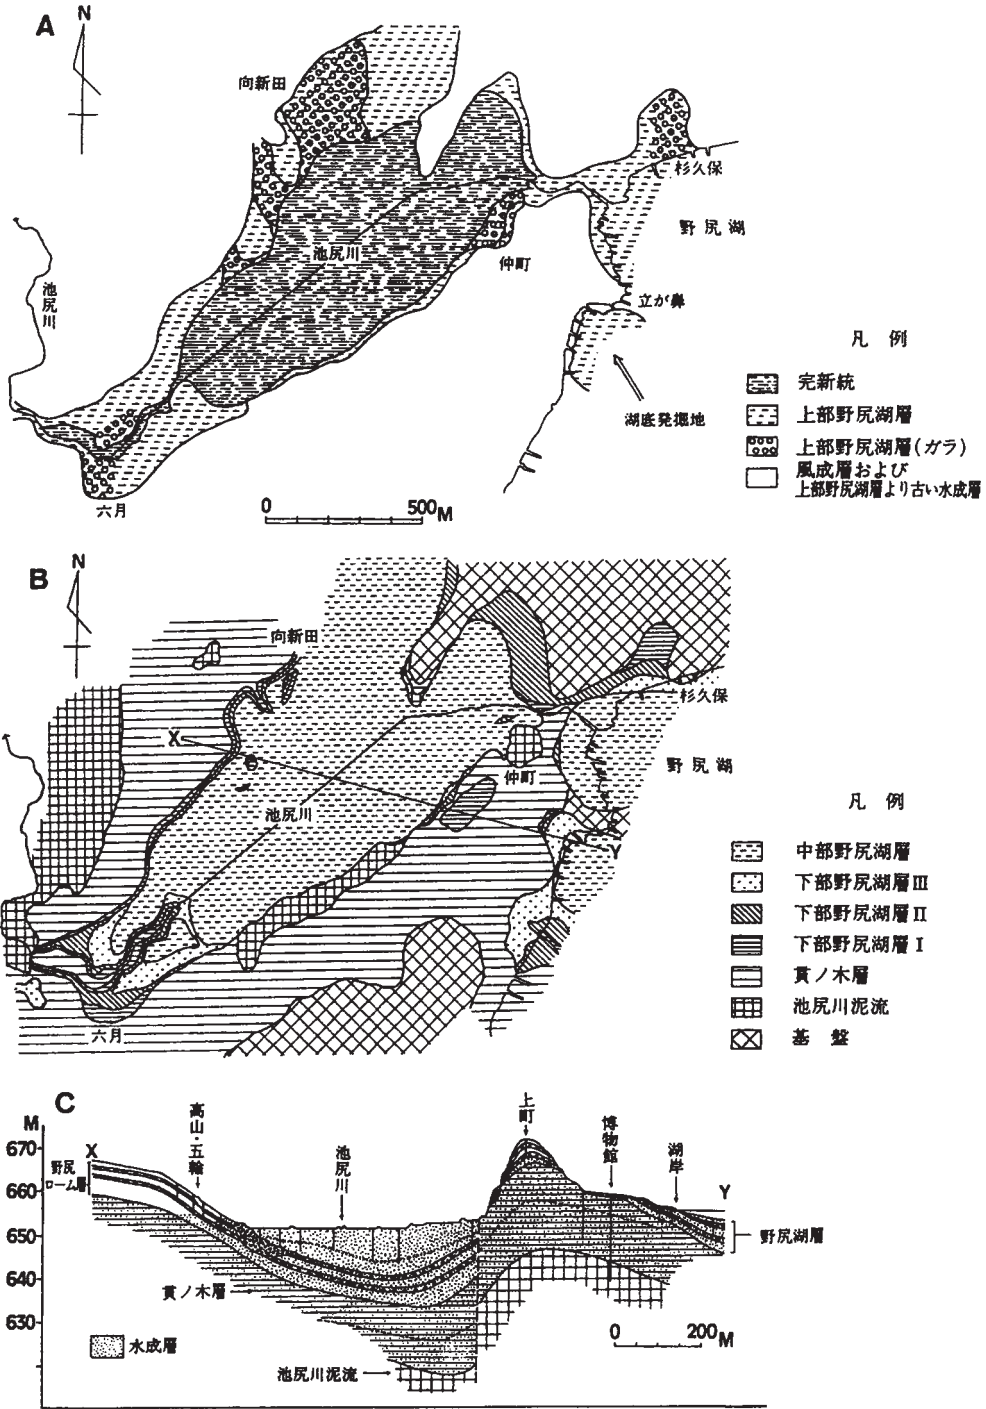 A
N
向新田
杉久保
野尻湖
池尻川
仲町
池尻川
立が鼻
湖底発掘地
六月
0 500M
凡 例
完新統
上部野尻湖層
上部野尻湖層(ガラ)
風成層および
上部野尻湖層より古い水成層
B
N
向新田
杉久保
X
野尻湖
仲町
池尻川
Y
六月
凡 例
中部野尻湖層
下部野尻湖層III
下部野尻湖層II
下部野尻湖層I
貫ノ木層
池尻川泥流
基 盤
C
M
670
660
650
640
630
X
野尻
ローム層
高山・五輪
池尻川
上町
博物館
湖岸
Y
野尻湖層
貫ノ木層
水成層
池尻川泥流
0 200M